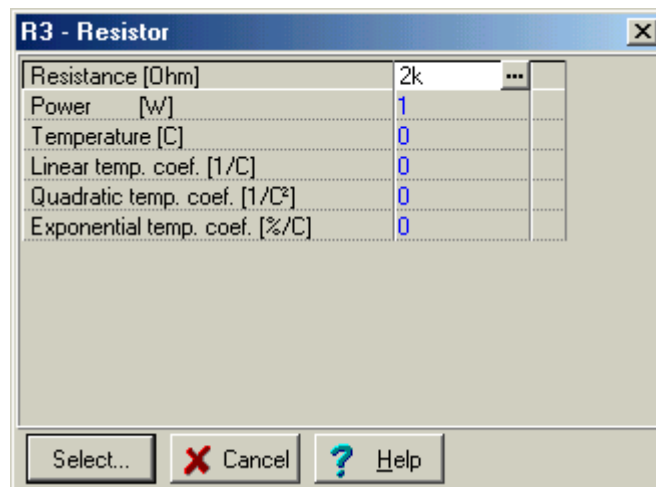 R3 - Resistor
Resistance [Ohm] 2k ...
Power [W] 1
Temperature [C] 0
Linear temp. coef. [1/C] 0
Quadratic temp. coef. [1/C²] 0
Exponential temp. coef. [%/C] 0
Select... Cancel ? Help